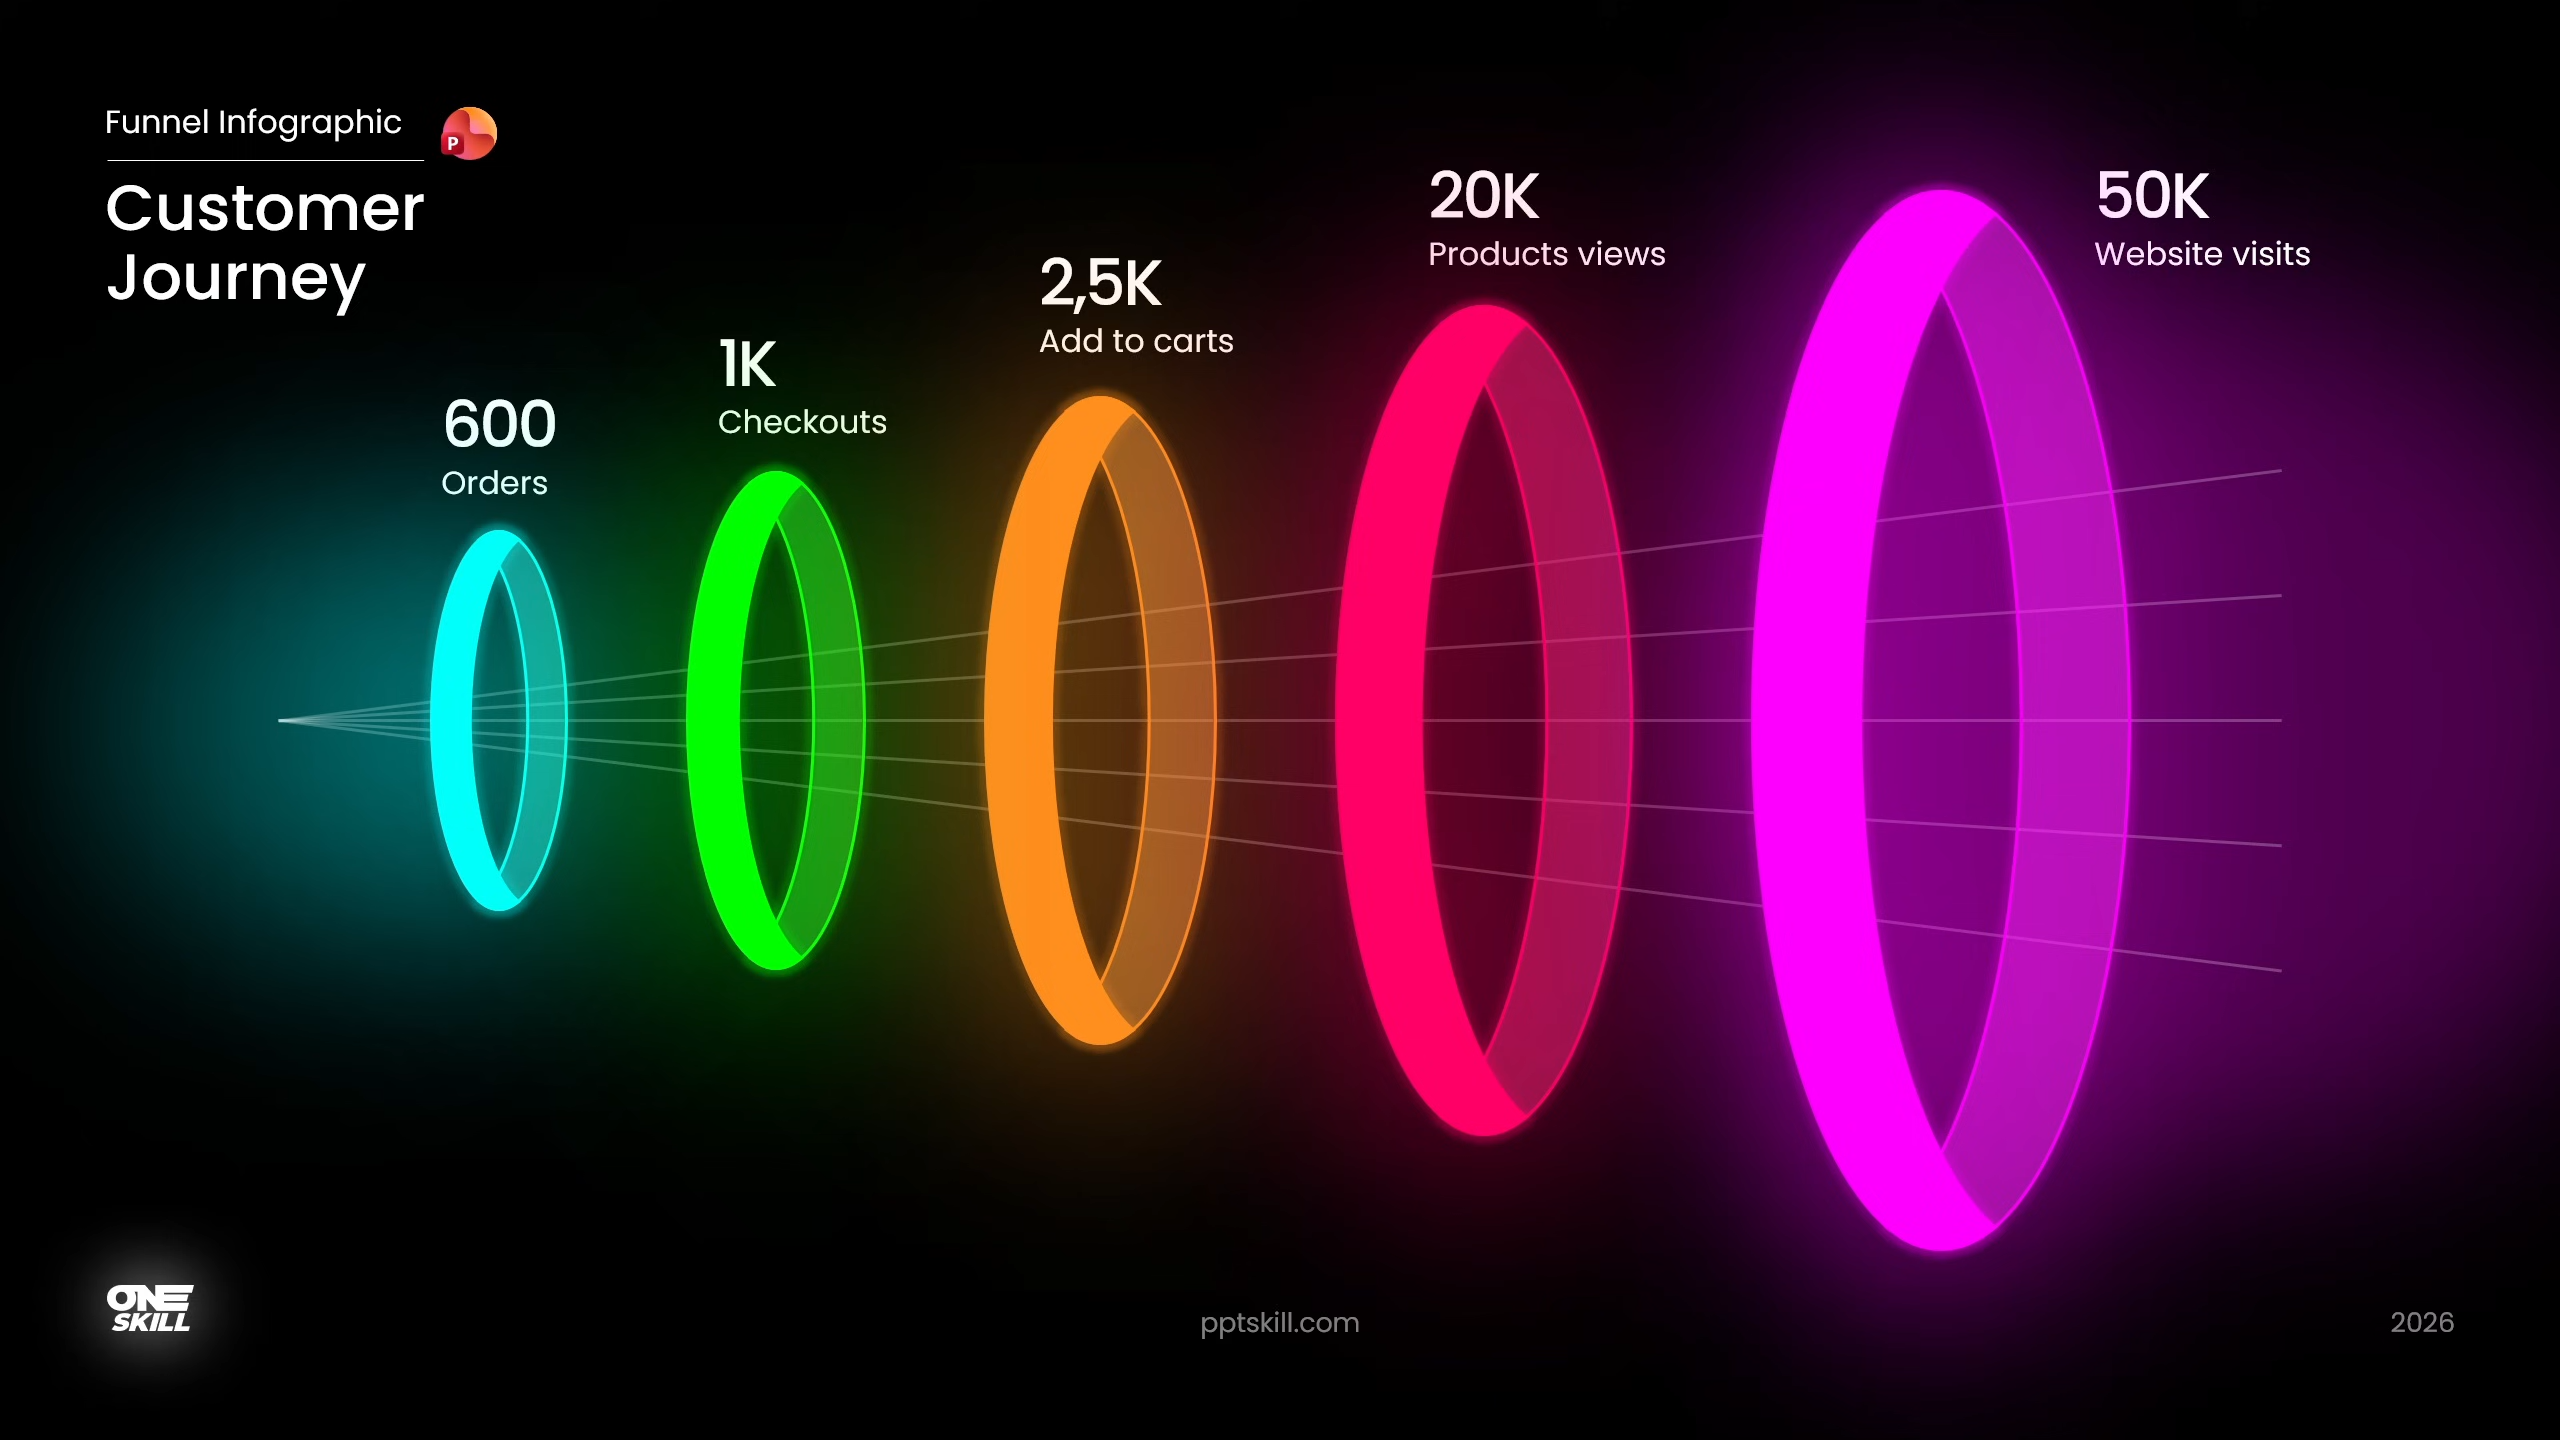 Funnel Infographic
P
Customer
Journey
600
Orders
1K
Checkouts
2,5K
Add to carts
20K
Products views
50K
Website visits
ONE
SKILL
pptskill.com
2026